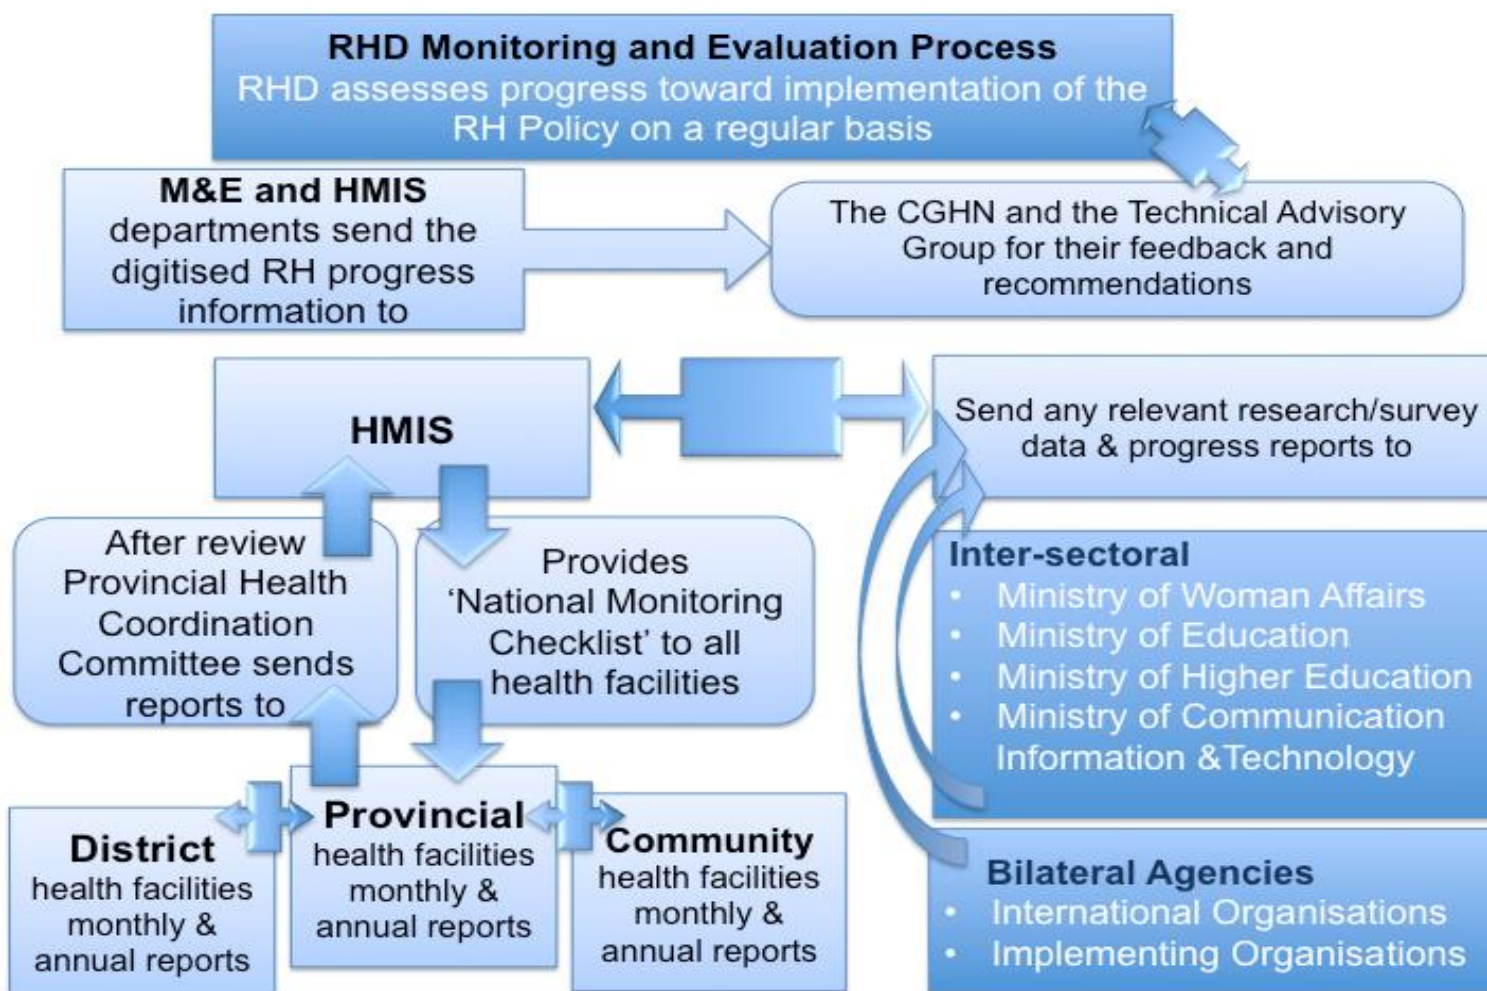 RHD Monitoring and Evaluation Process
RHD assesses progress toward implementation of the
RH Policy on a regular basis
M&E and HMIS
departments send the
digitised RH progress
information to
The CGHN and the Technical Advisory
Group for their feedback and
recommendations
HMIS
Send any relevant research/survey
data & progress reports to
After review
Provincial Health
Coordination
Committee sends
reports to
Provides
‘National Monitoring
Checklist’ to all
health facilities
Inter-sectoral
• Ministry of Woman Affairs
• Ministry of Education
• Ministry of Higher Education
• Ministry of Communication
Information &Technology
District
health facilities
monthly &
annual reports
Provincial
health facilities
monthly &
annual reports
Community
health facilities
monthly &
annual reports
Bilateral Agencies
• International Organisations
• Implementing Organisations